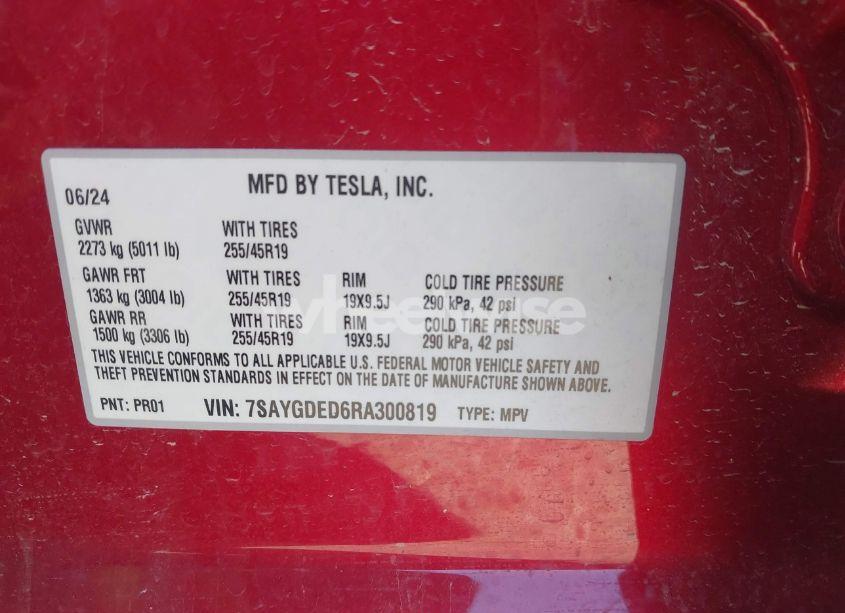 06/24 MFD BY TESLA, INC.
GVWR WITH TIRES
2273 kg (5011 lb) 255/45R19
GAWR FRT WITH TIRES RIM COLD TIRE PRESSURE
1363 kg (3004 lb) 255/45R19 19X9.5J 290 kPa, 42 psi
GAWR RR WITH TIRES RIM COLD TIRE PRESSURE
1500 kg (3306 lb) 255/45R19 19X9.5J 290 kPa, 42 psi
THIS VEHICLE CONFORMS TO ALL APPLICABLE U.S. FEDERAL MOTOR VEHICLE SAFETY AND
THEFT PREVENTION STANDARDS IN EFFECT ON THE DATE OF MANUFACTURE SHOWN ABOVE.
PNT: PR01 VIN: 7SAYGDED6RA300819 TYPE: MPV